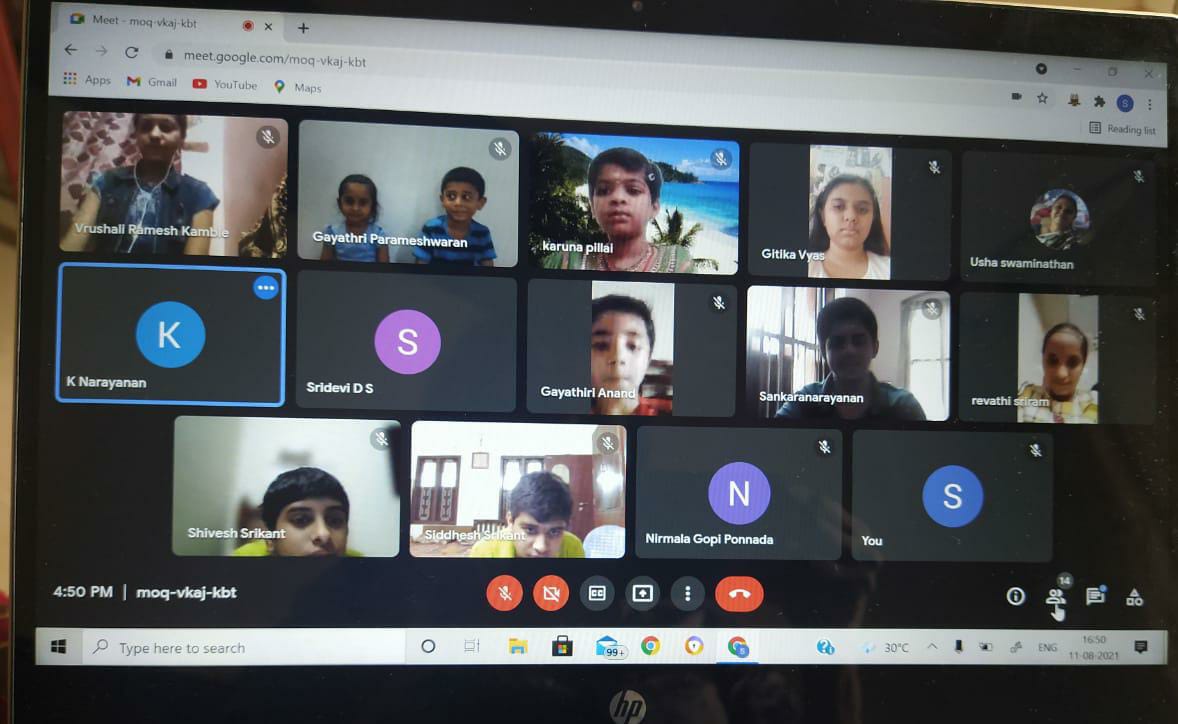 Meet - moq-vkaj-kbt
meet.google.com/moq-vkaj-kbt
Apps Gmail YouTube Maps
S
Reading list
Vrushali Ramesh Kamble
Gayathri Parameshwaran
karuna pillai
Gitika Vyas
Usha swaminathan
K
K Narayanan
S
Sridevi D S
Gayathiri Anand
Sankaranarayanan
revathi sriram
Shivesh Srikant
Siddhesh Srikant
N
Nirmala Gopi Ponnada
S
You
4:50 PM | moq-vkaj-kbt
CC
14
Type here to search
99+
S
30°C
ENG
16:50
11-08-2021
hp